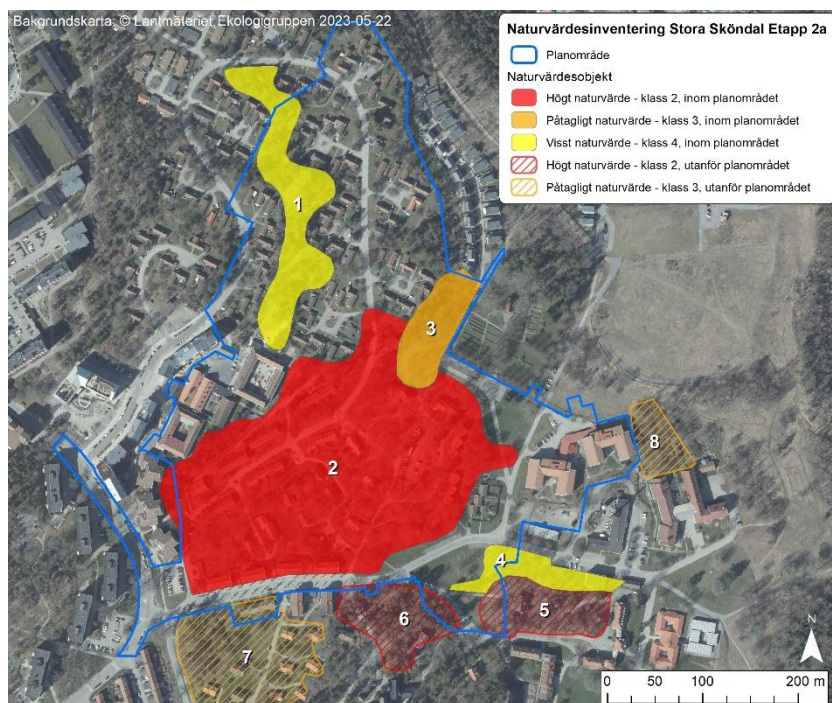 Bakgrundskarta: © Lantmäteriet, Ekologigruppen 2023-05-22
Naturvärdesinventering Stora Sköndal Etapp 2a
Planområde
Naturvärdesobjekt
Högt naturvärde - klass 2, inom planområdet
Påtagligt naturvärde - klass 3, inom planområdet
Visst naturvärde - klass 4, inom planområdet
Högt naturvärde - klass 2, utanför planområdet
Påtagligt naturvärde - klass 3, utanför planområdet
1
3
8
2
4
5
6
7
N
0 50 100 200 m